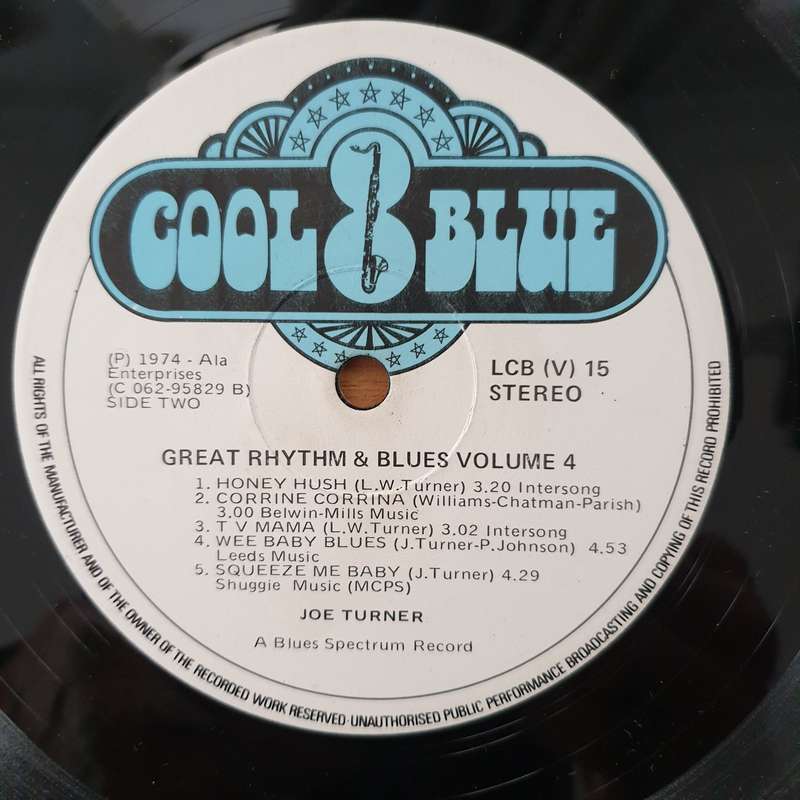 COOL BLUE
(P) 1974 - Ala
Enterprises
(C 062-95829 B)
SIDE TWO
LCB (V) 15
STEREO
GREAT RHYTHM & BLUES VOLUME 4
1. HONEY HUSH (L.W.Turner) 3.20 Intersong
2. CORRINE CORRINA (Williams-Chatman-Parish)
3.00 Belwin-Mills Music
3. T V MAMA (L.W.Turner) 3.02 Intersong
4. WEE BABY BLUES (J.Turner-P.Johnson) 4.53
Leeds Music
5. SQUEEZE ME BABY (J.Turner) 4.29
Shuggie Music (MCPS)
JOE TURNER
A Blues Spectrum Record
ALL RIGHTS OF THE MANUFACTURER AND OF THE OWNER OF THE RECORDED WORK RESERVED·UNAUTHORISED PUBLIC PERFORMANCE BROADCASTING AND COPYING OF THIS RECORD PROHIBITED